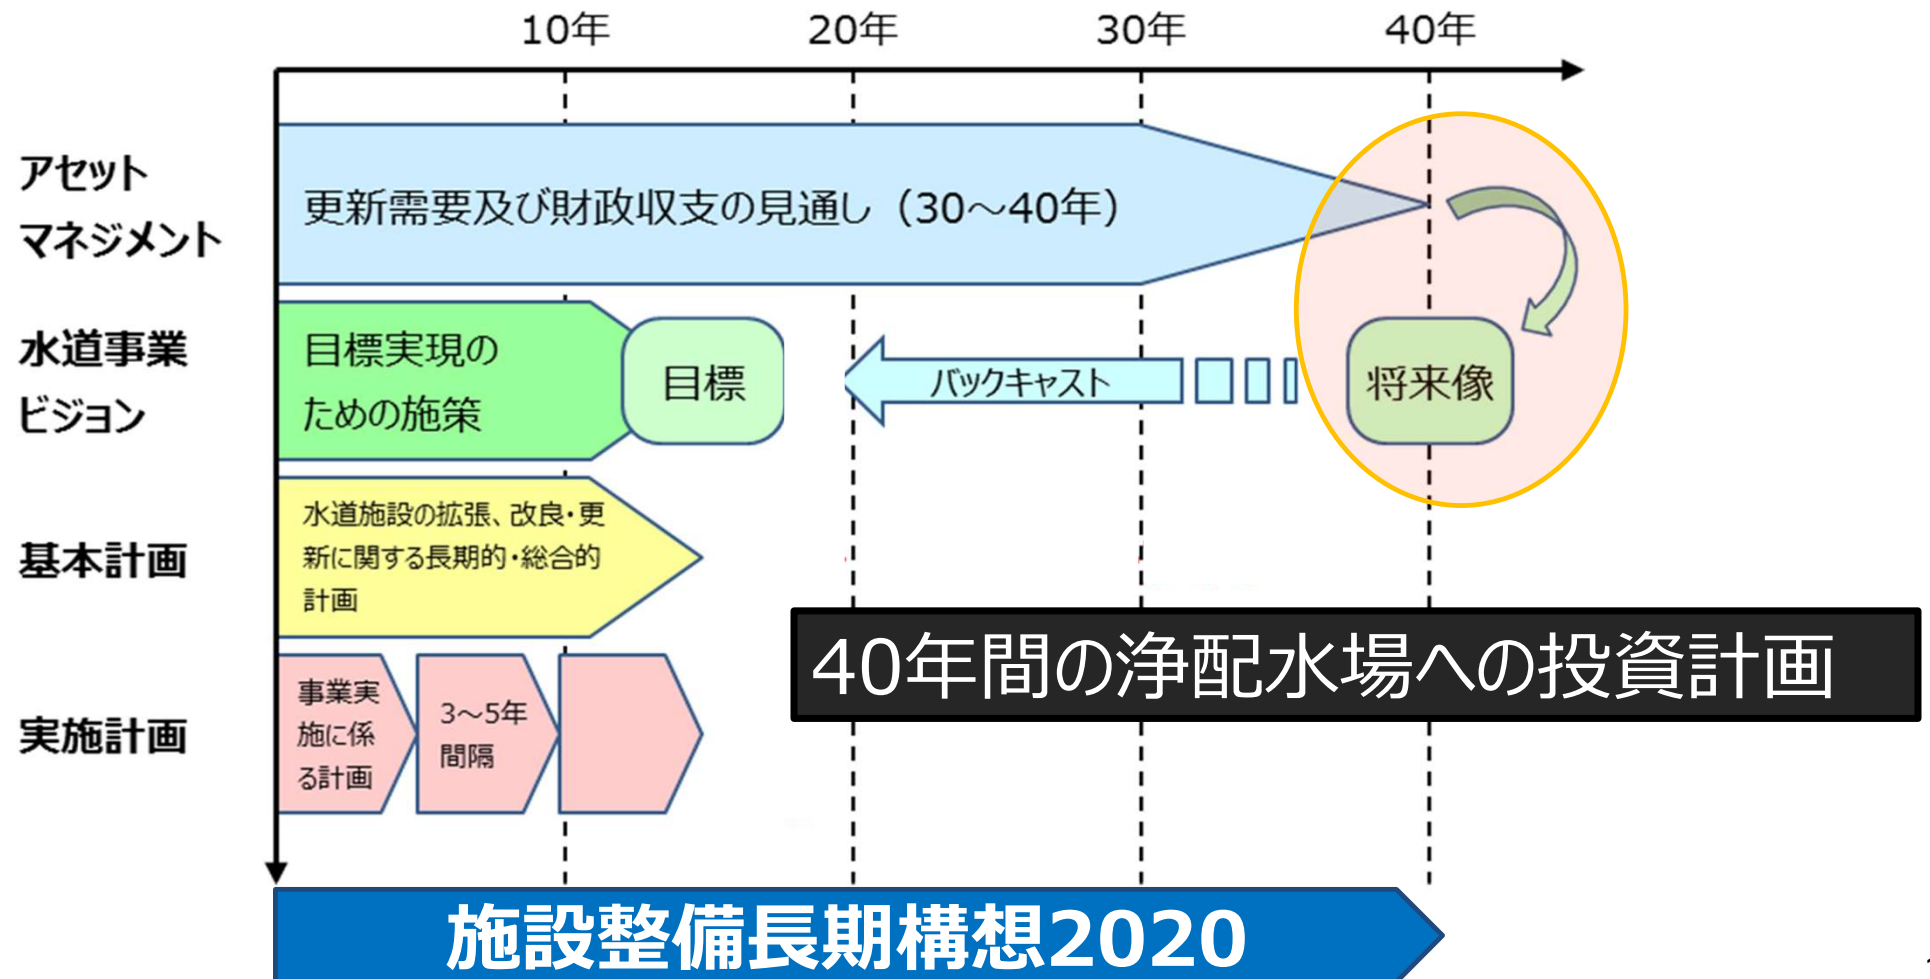 10年
20年
30年
40年
アセット
マネジメント
更新需要及び財政収支の見通し（30～40年）
水道事業
ビジョン
目標実現の
ための施策
目標
バックキャスト
将来像
基本計画
水道施設の拡張、改良・更
新に関する長期的・総合的
計画
40年間の浄配水場への投資計画
実施計画
事業実
施に係
る計画
3～5年
間隔
施設整備長期構想2020